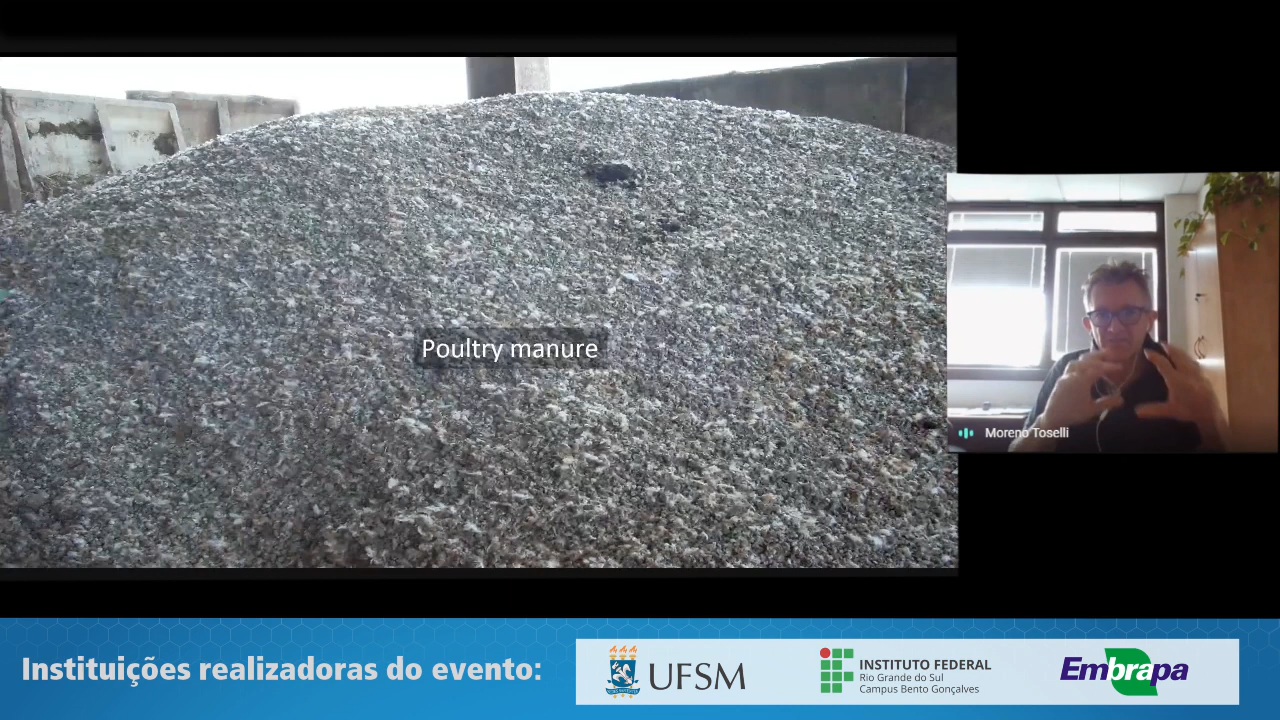 Poultry manure
Moreno Toselli
Instituições realizadoras do evento:
UFSM
INSTITUTO FEDERAL
Rio Grande do Sul
Campus Bento Gonçalves
Embrapa